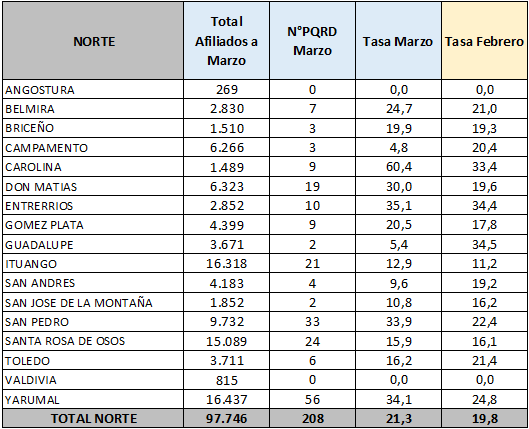 NORTE Total Afiliados a Marzo N°PQRD Marzo Tasa Marzo Tasa Febrero
ANGOSTURA 269 0 0,0 0,0
BELMIRA 2.830 7 24,7 21,0
BRICEÑO 1.510 3 19,9 19,3
CAMPAMENTO 6.266 3 4,8 20,4
CAROLINA 1.489 9 60,4 33,4
DON MATIAS 6.323 19 30,0 19,6
ENTRERRIOS 2.852 10 35,1 34,4
GOMEZ PLATA 4.399 9 20,5 17,8
GUADALUPE 3.671 2 5,4 34,5
ITUANGO 16.318 21 12,9 11,2
SAN ANDRES 4.183 4 9,6 19,2
SAN JOSE DE LA MONTAÑA 1.852 2 10,8 16,2
SAN PEDRO 9.732 33 33,9 22,4
SANTA ROSA DE OSOS 15.089 24 15,9 16,1
TOLEDO 3.711 6 16,2 21,4
VALDIVIA 815 0 0,0 0,0
YARUMAL 16.437 56 34,1 24,8
TOTAL NORTE 97.746 208 21,3 19,8